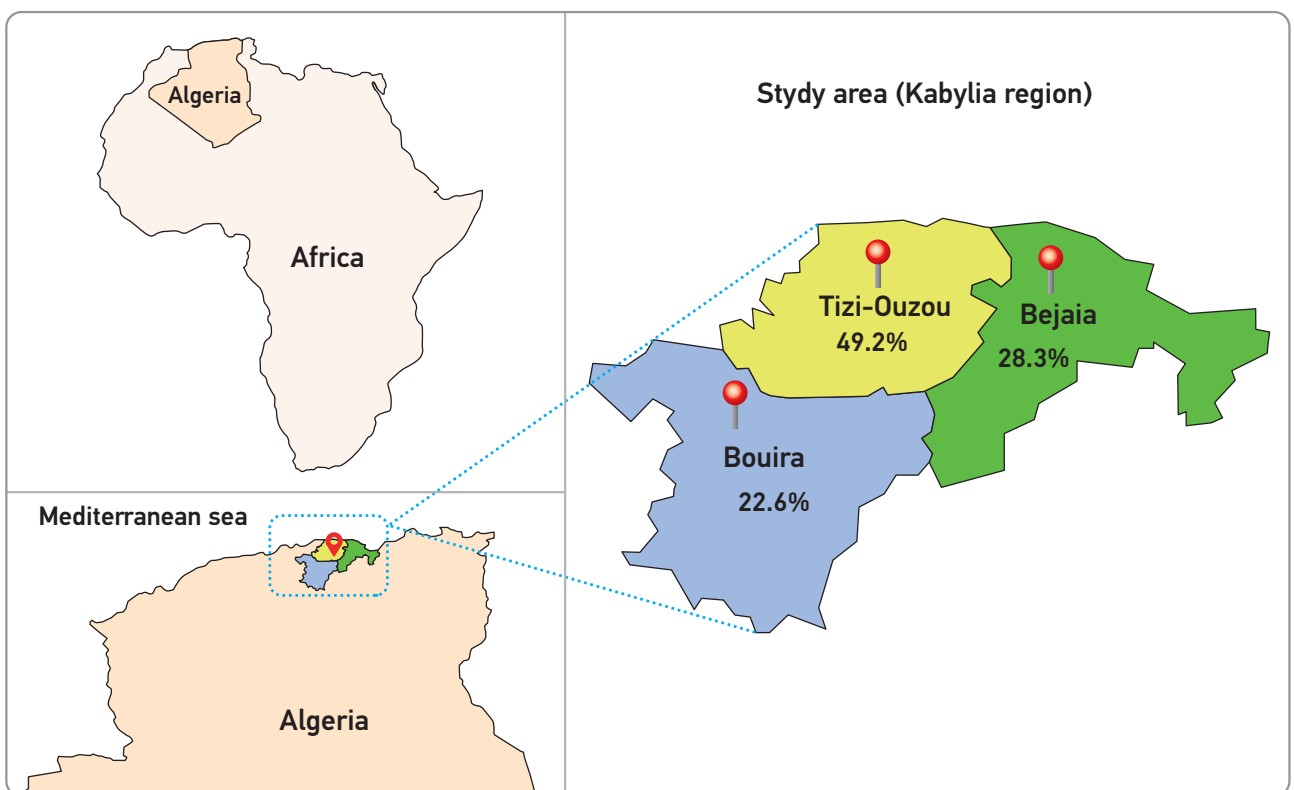 Algeria
Africa
Mediterranean sea
Algeria
Stydy area (Kabylia region)
Tizi-Ouzou
49.2%
Bejaia
28.3%
Bouira
22.6%